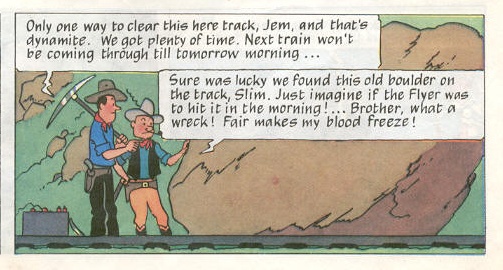 Only one way to clear this here track, Jem, and that's
dynamite. We got plenty of time. Next train won't
be coming through till tomorrow morning ...
Sure was lucky we found this old boulder on
the track, Slim. Just imagine if the Flyer was
to hit it in the morning!... Brother, what a
wreck! Fair makes my blood freeze!